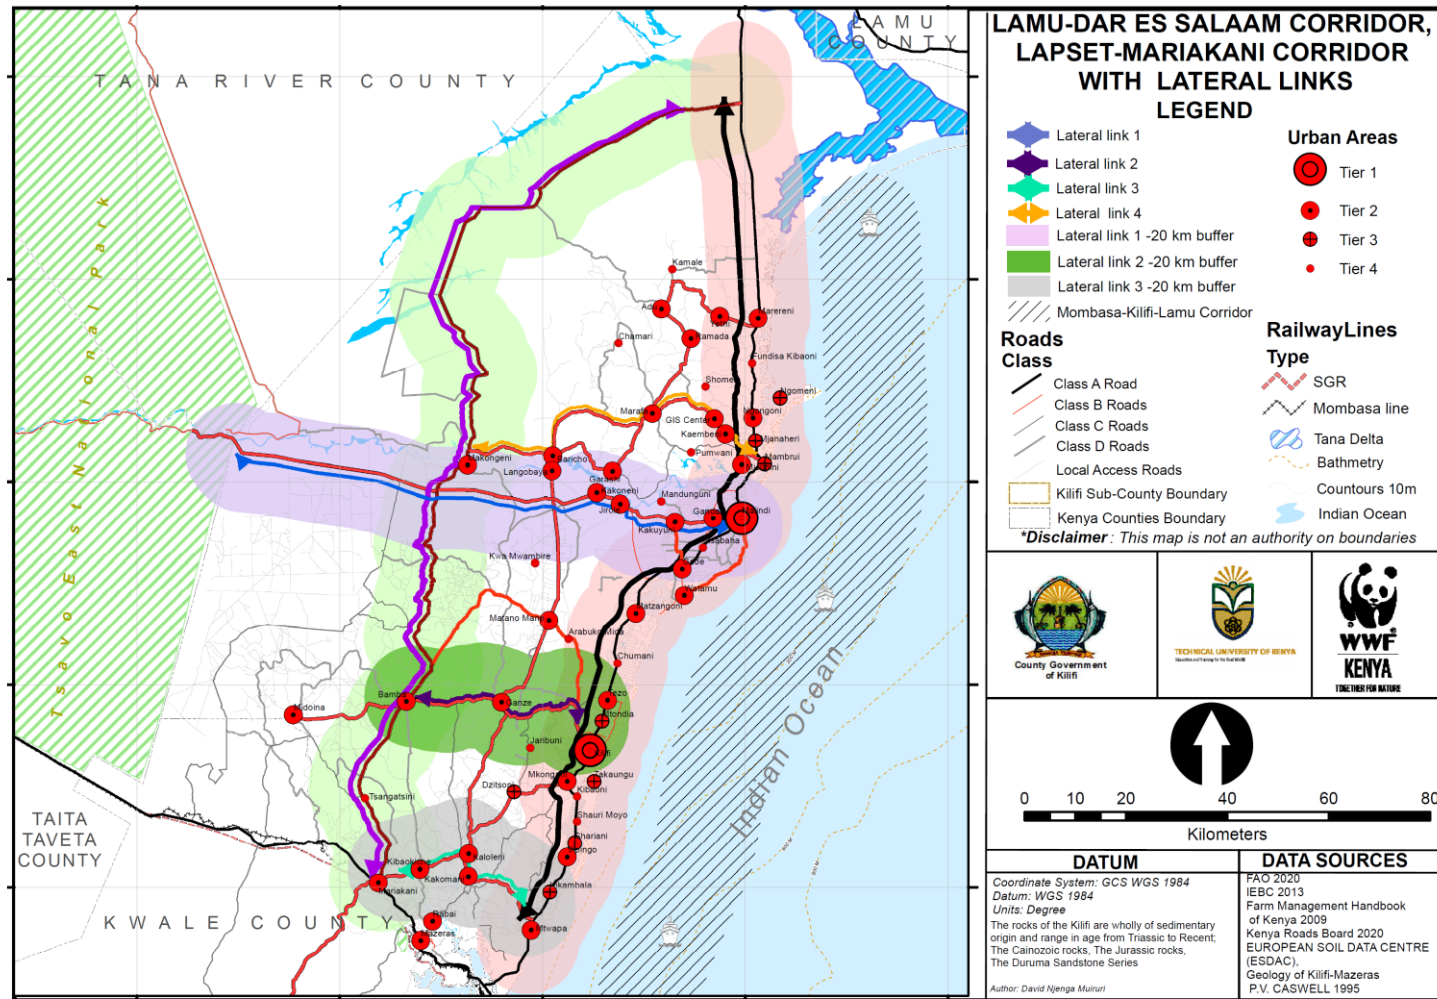 LAMU-DAR ES SALAAM CORRIDOR,
LAPSET-MARIAKANI CORRIDOR
WITH LATERAL LINKS
LEGEND
Lateral link 1
Lateral link 2
Lateral link 3
Lateral link 4
Lateral link 1 -20 km buffer
Lateral link 2 -20 km buffer
Lateral link 3 -20 km buffer
Mombasa-Kilifi-Lamu Corridor
Urban Areas
Tier 1
Tier 2
Tier 3
Tier 4
Roads
Class
Class A Road
Class B Roads
Class C Roads
Class D Roads
Local Access Roads
Kilifi Sub-County Boundary
Kenya Counties Boundary
RailwayLines
Type
SGR
Mombasa line
Tana Delta
Bathmetry
Countours 10m
Indian Ocean
*Disclaimer : This map is not an authority on boundaries
County Government
of Kilifi
TECHNICAL UNIVERSITY OF KENYA
WWF
KENYA
TOGETHER FOR NATURE
0 10 20 40 60 80
Kilometers
DATUM
Coordinate System: GCS WGS 1984
Datum: WGS 1984
Units: Degree
The rocks of the Kilifi are wholly of sedimentary
origin and range in age from Triassic to Recent;
The Cainozoic rocks, The Jurassic rocks,
The Duruma Sandstone Series
Author: David Njenga Muiruri
DATA SOURCES
FAO 2020
IEBC 2013
Farm Management Handbook
of Kenya 2009
Kenya Roads Board 2020
EUROPEAN SOIL DATA CENTRE
(ESDAC),
Geology of Kilifi-Mazeras
P.V. CASWELL 1995
LAMU
COUNTY
TANA RIVER COUNTY
Tsavo East National Park
TAITA
TAVETA
COUNTY
KWALE COUNTY
Indian Ocean
Kamale
Marereni
Ramada
Chamari
Fundisa Kibaoni
Shome
Ngomeni
Marafa
GIS Center
Kaember
Mjanaheri
Mambrui
Pumwani
Makongeni
Baricho
Langobaya
Garashi
Kakoneni
Jirole
Mandunguni
Kakuyuni
Kwa Mwambire
Watamu
Matzangoni
Matano Mane
Chumani
Bamba
Ganze
Midoina
Tezo
Kilifi
Jaribuni
Dzitsoni
Takaungu
Kibaoni
Shauri Moyo
Tsangatsini
Kaloleni
Mariakani
Rabai
Mazeras
Mtwapa